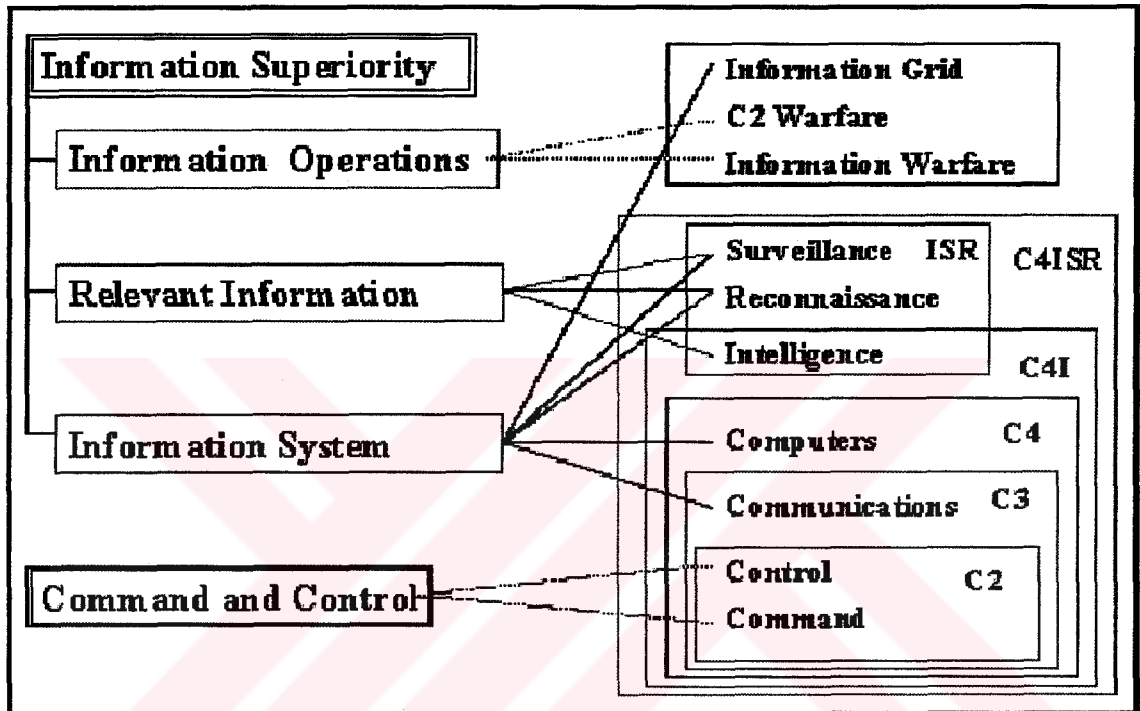 Information Superiority
Information Operations
Relevant Information
Information System
Command and Control
Information Grid
C2 Warfare
Information Warfare
Surveillance ISR
C4ISR
Reconnaissance
Intelligence
C4I
Computers C4
Communications C3
Control C2
Command